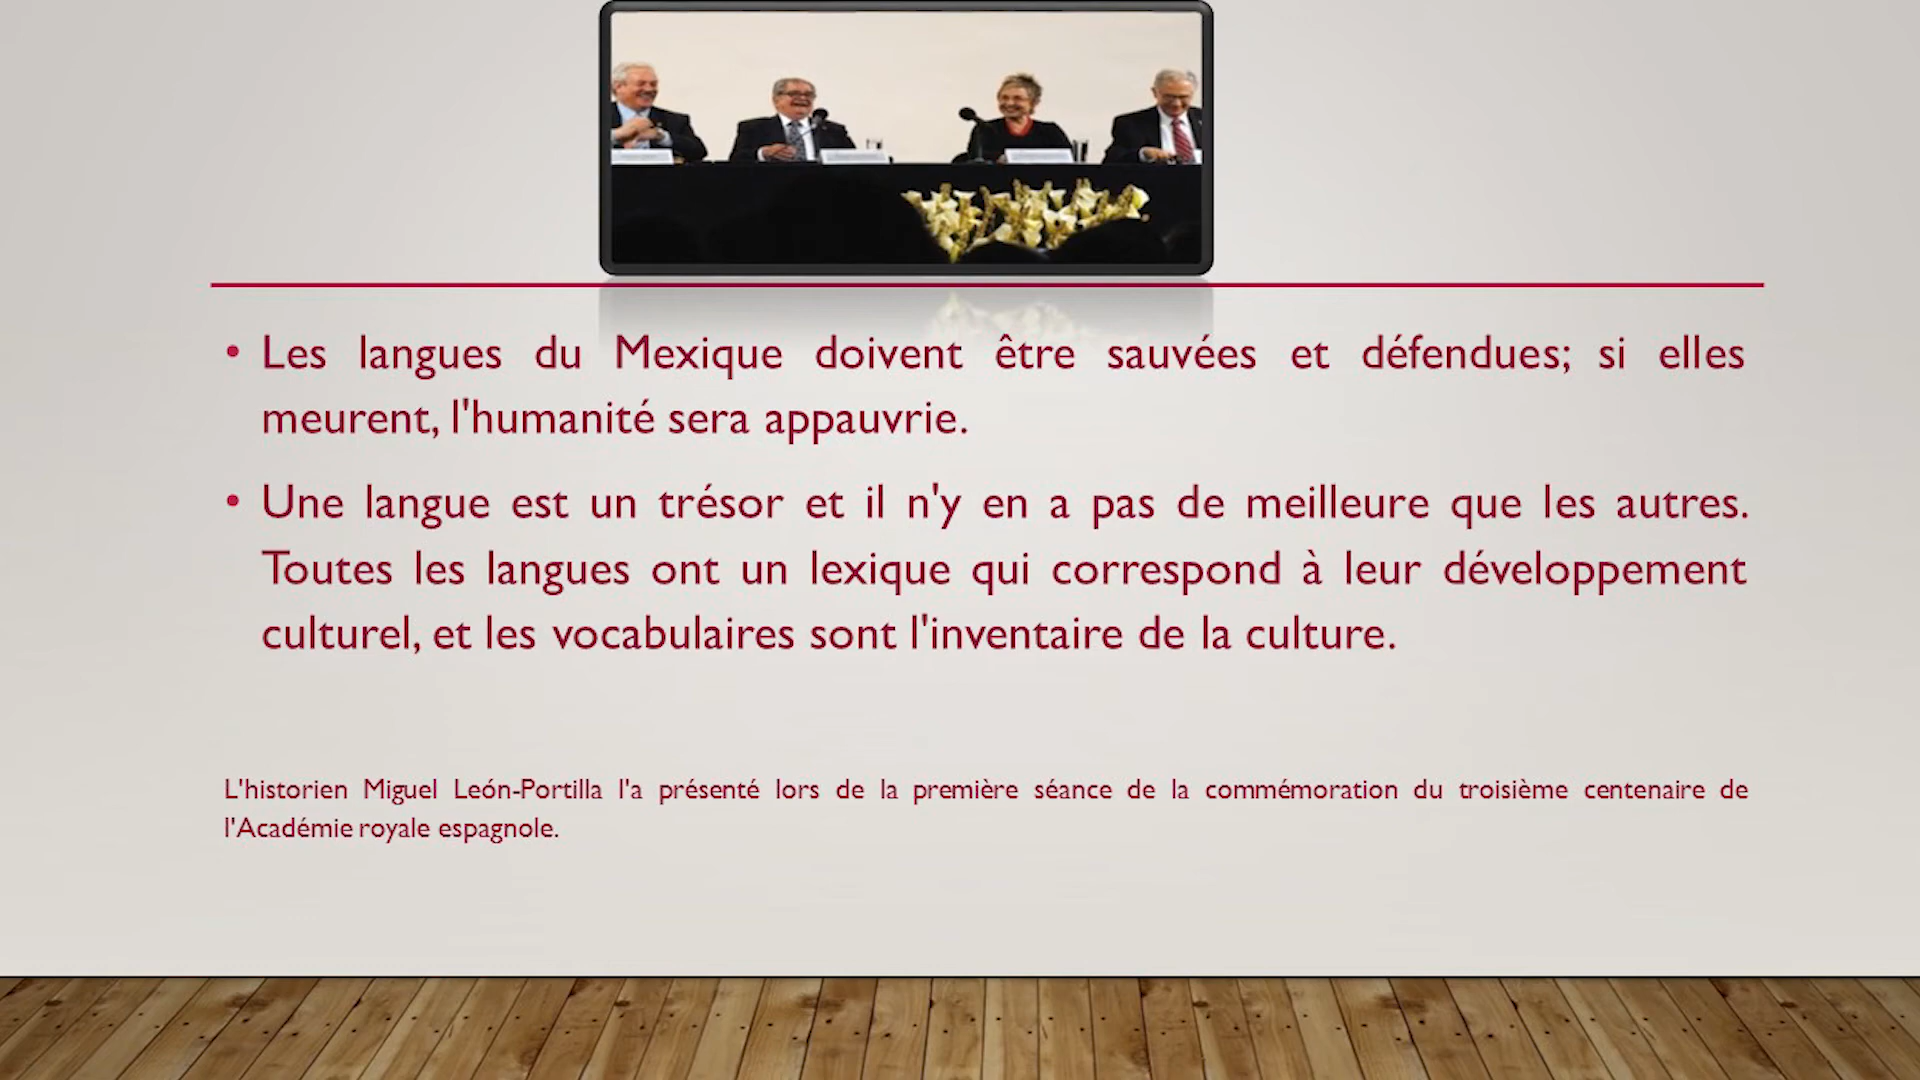 • Les langues du Mexique doivent être sauvées et défendues; si elles
meurent, l'humanité sera appauvrie.
• Une langue est un trésor et il n'y en a pas de meilleure que les autres.
Toutes les langues ont un lexique qui correspond à leur développement
culturel, et les vocabulaires sont l'inventaire de la culture.
L'historien Miguel León-Portilla l'a présenté lors de la première séance de la commémoration du troisième centenaire de
l'Académie royale espagnole.